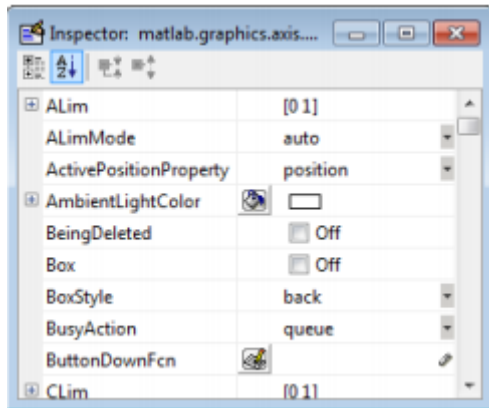 Inspector: matlab.graphics.axis....
ALim [0 1]
ALimMode auto
ActivePositionProperty position
AmbientLightColor
BeingDeleted Off
Box Off
BoxStyle back
BusyAction queue
ButtonDownFcn
CLim [0 1]